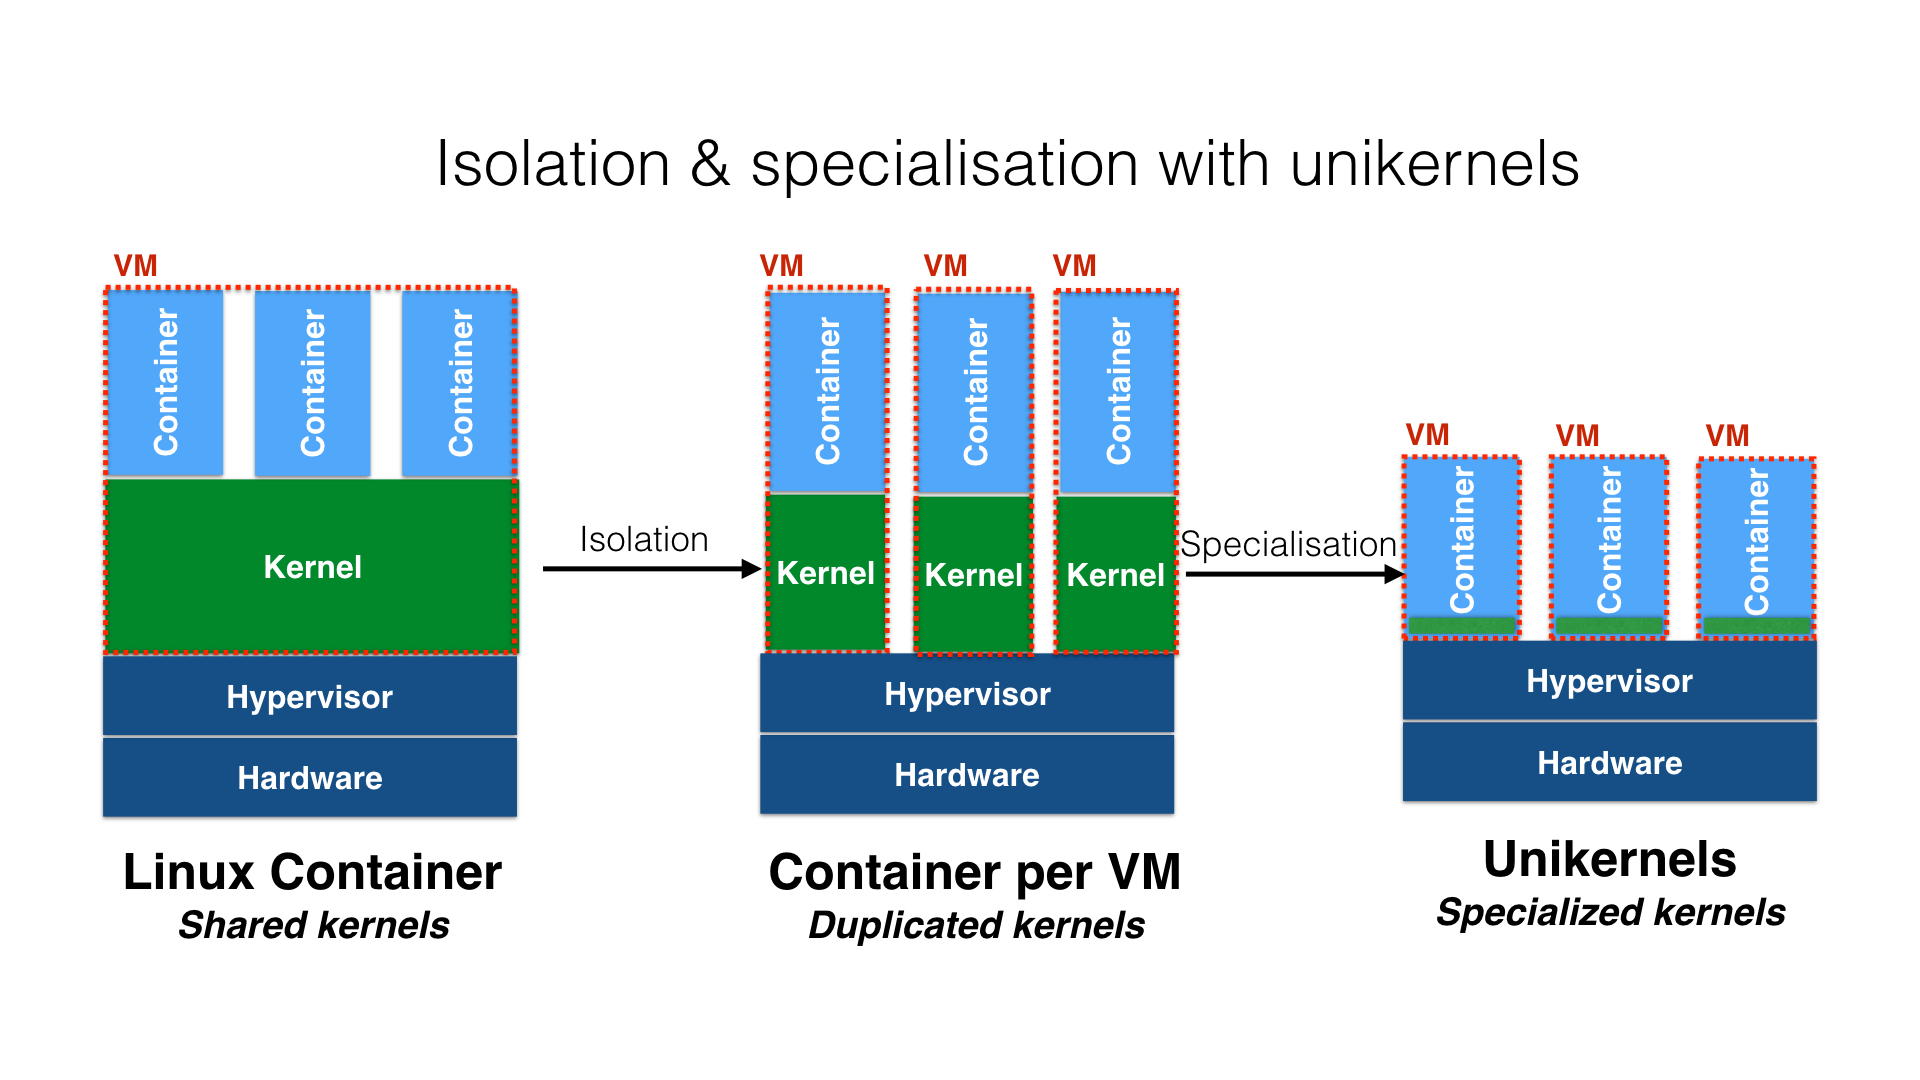 Isolation & specialisation with unikernels
VM
Container
Container
Container
Kernel
Hypervisor
Hardware
Linux Container
Shared kernels
Isolation
VM
VM
VM
Container
Container
Container
Kernel
Kernel
Kernel
Hypervisor
Hardware
Container per VM
Duplicated kernels
Specialisation
VM
VM
VM
Container
Container
Container
Hypervisor
Hardware
Unikernels
Specialized kernels